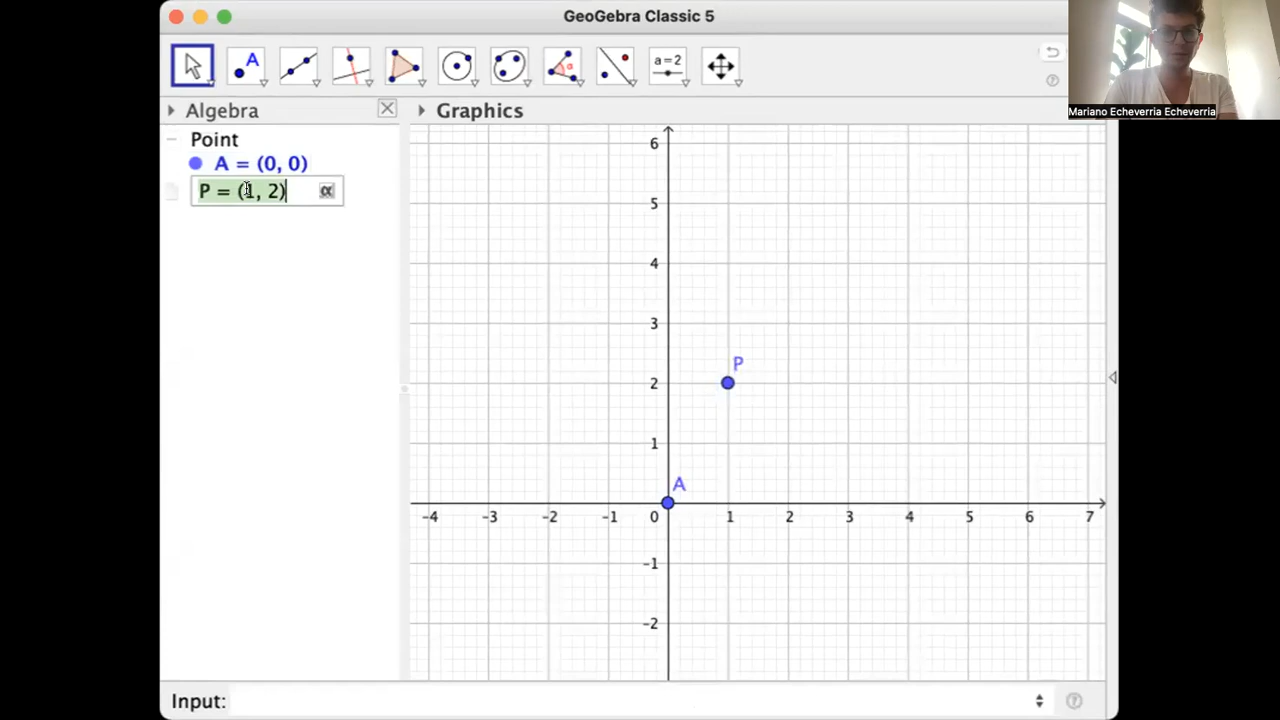 GeoGebra Classic 5
A
α
a=2
Mariano Echeverria Echeverria
Algebra
Graphics
Point
A = (0, 0)
P = (1, 2)
α
6
5
4
3
2
1
P
A
-4 -3 -2 -1 0 1 2 3 4 5 6 7
-1
-2
Input: